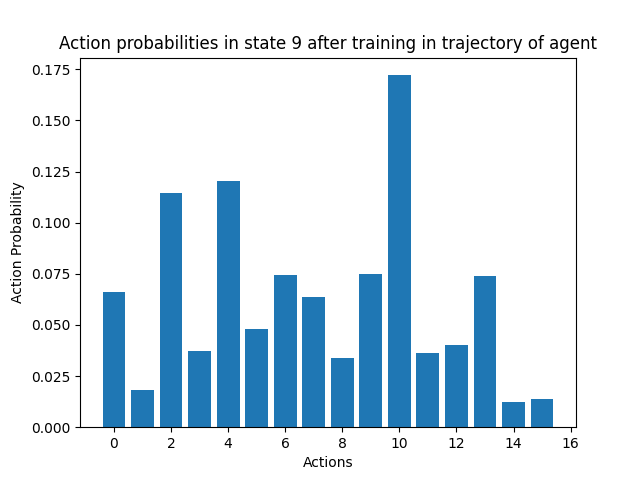 Action probabilities in state 9 after training in trajectory of agent
0.175
0.150
0.125
0.100
0.075
0.050
0.025
0.000
Action Probability
0 2 4 6 8 10 12 14 16
Actions